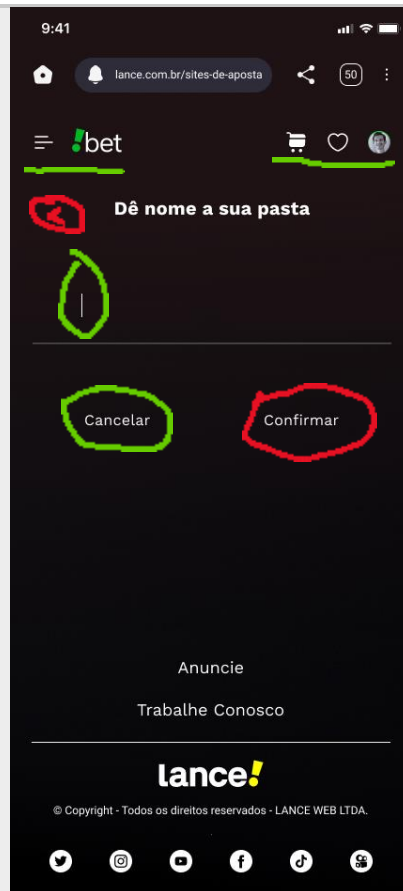 9:41
lance.com.br/sites-de-aposta
50
!bet
Dê nome a sua pasta
Cancelar
Confirmar
Anuncie
Trabalhe Conosco
lance!
© Copyright - Todos os direitos reservados - LANCE WEB LTDA.